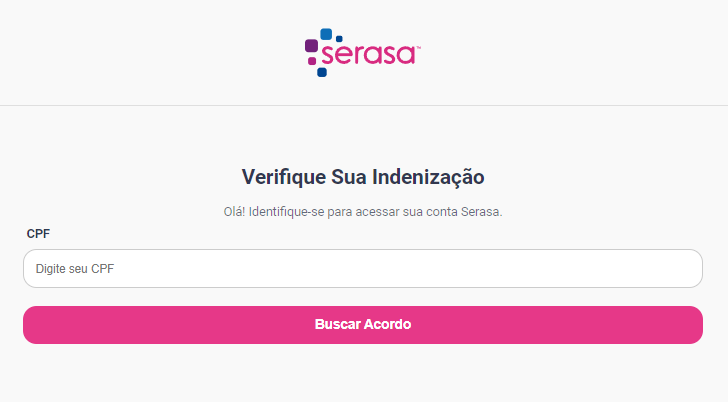 serasa™
Verifique Sua Indenização
Olá! Identifique-se para acessar sua conta Serasa.
CPF
Digite seu CPF
Buscar Acordo